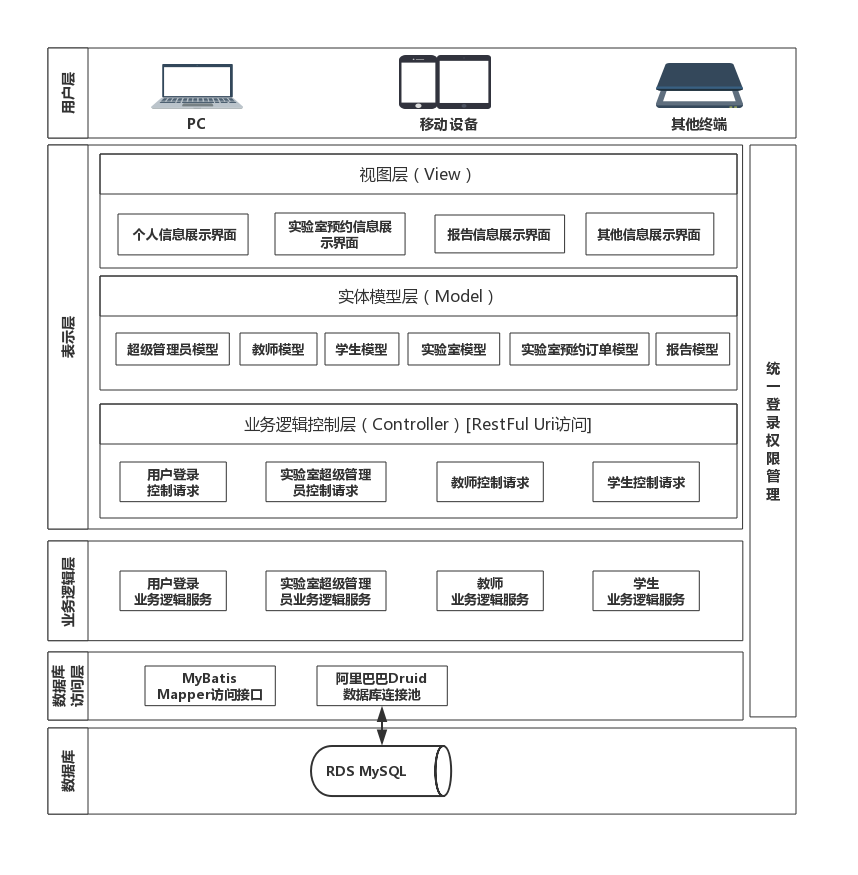 用户层
PC
移动设备
其他终端
表示层
视图层（View）
个人信息展示界面
实验室预约信息展
示界面
报告信息展示界面
其他信息展示界面
实体模型层（Model）
超级管理员模型
教师模型
学生模型
实验室模型
实验室预约订单模型
报告模型
业务逻辑控制层（Controller）[RestFul Uri访问]
用户登录
控制请求
实验室超级管理
员控制请求
教师控制请求
学生控制请求
统一登录权限管理
业务逻辑层
用户登录
业务逻辑服务
实验室超级管理
员业务逻辑服务
教师
业务逻辑服务
学生
业务逻辑服务
数据库
访问层
MyBatis
Mapper访问接口
阿里巴巴Druid
数据库连接池
数据库
RDS MySQL